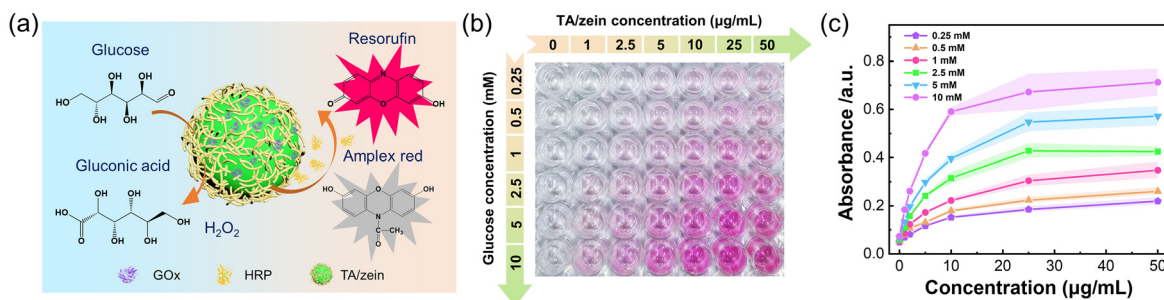 (a)
Glucose
OH OH
HO
OH OH
O
Gluconic acid
O OH OH
HO
OH OH
OH
H₂O₂
Resorufin
N
O O OH
Amplex red
HO O OH
N
C CH₃
O
GOx HRP TA/zein
(b)
TA/zein concentration (μg/mL)
0 1 2.5 5 10 25 50
Glucose concentration (mM)
0.25
0.5
1
2.5
5
10
(c)
0.25 mM
0.5 mM
1 mM
2.5 mM
5 mM
10 mM
Absorbance /a.u.
0.8
0.6
0.4
0.2
0.0
0 10 20 30 40 50
Concentration (μg/mL)